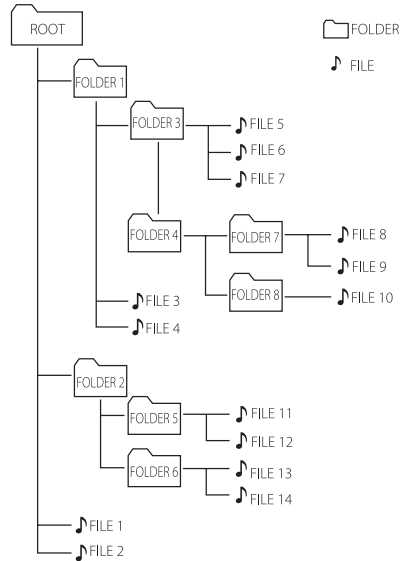 ROOT
FOLDER
FILE
FOLDER 1
FOLDER 3
FILE 5
FILE 6
FILE 7
FOLDER 4
FOLDER 7
FILE 8
FILE 9
FOLDER 8
FILE 10
FILE 3
FILE 4
FOLDER 2
FOLDER 5
FILE 11
FILE 12
FOLDER 6
FILE 13
FILE 14
FILE 1
FILE 2